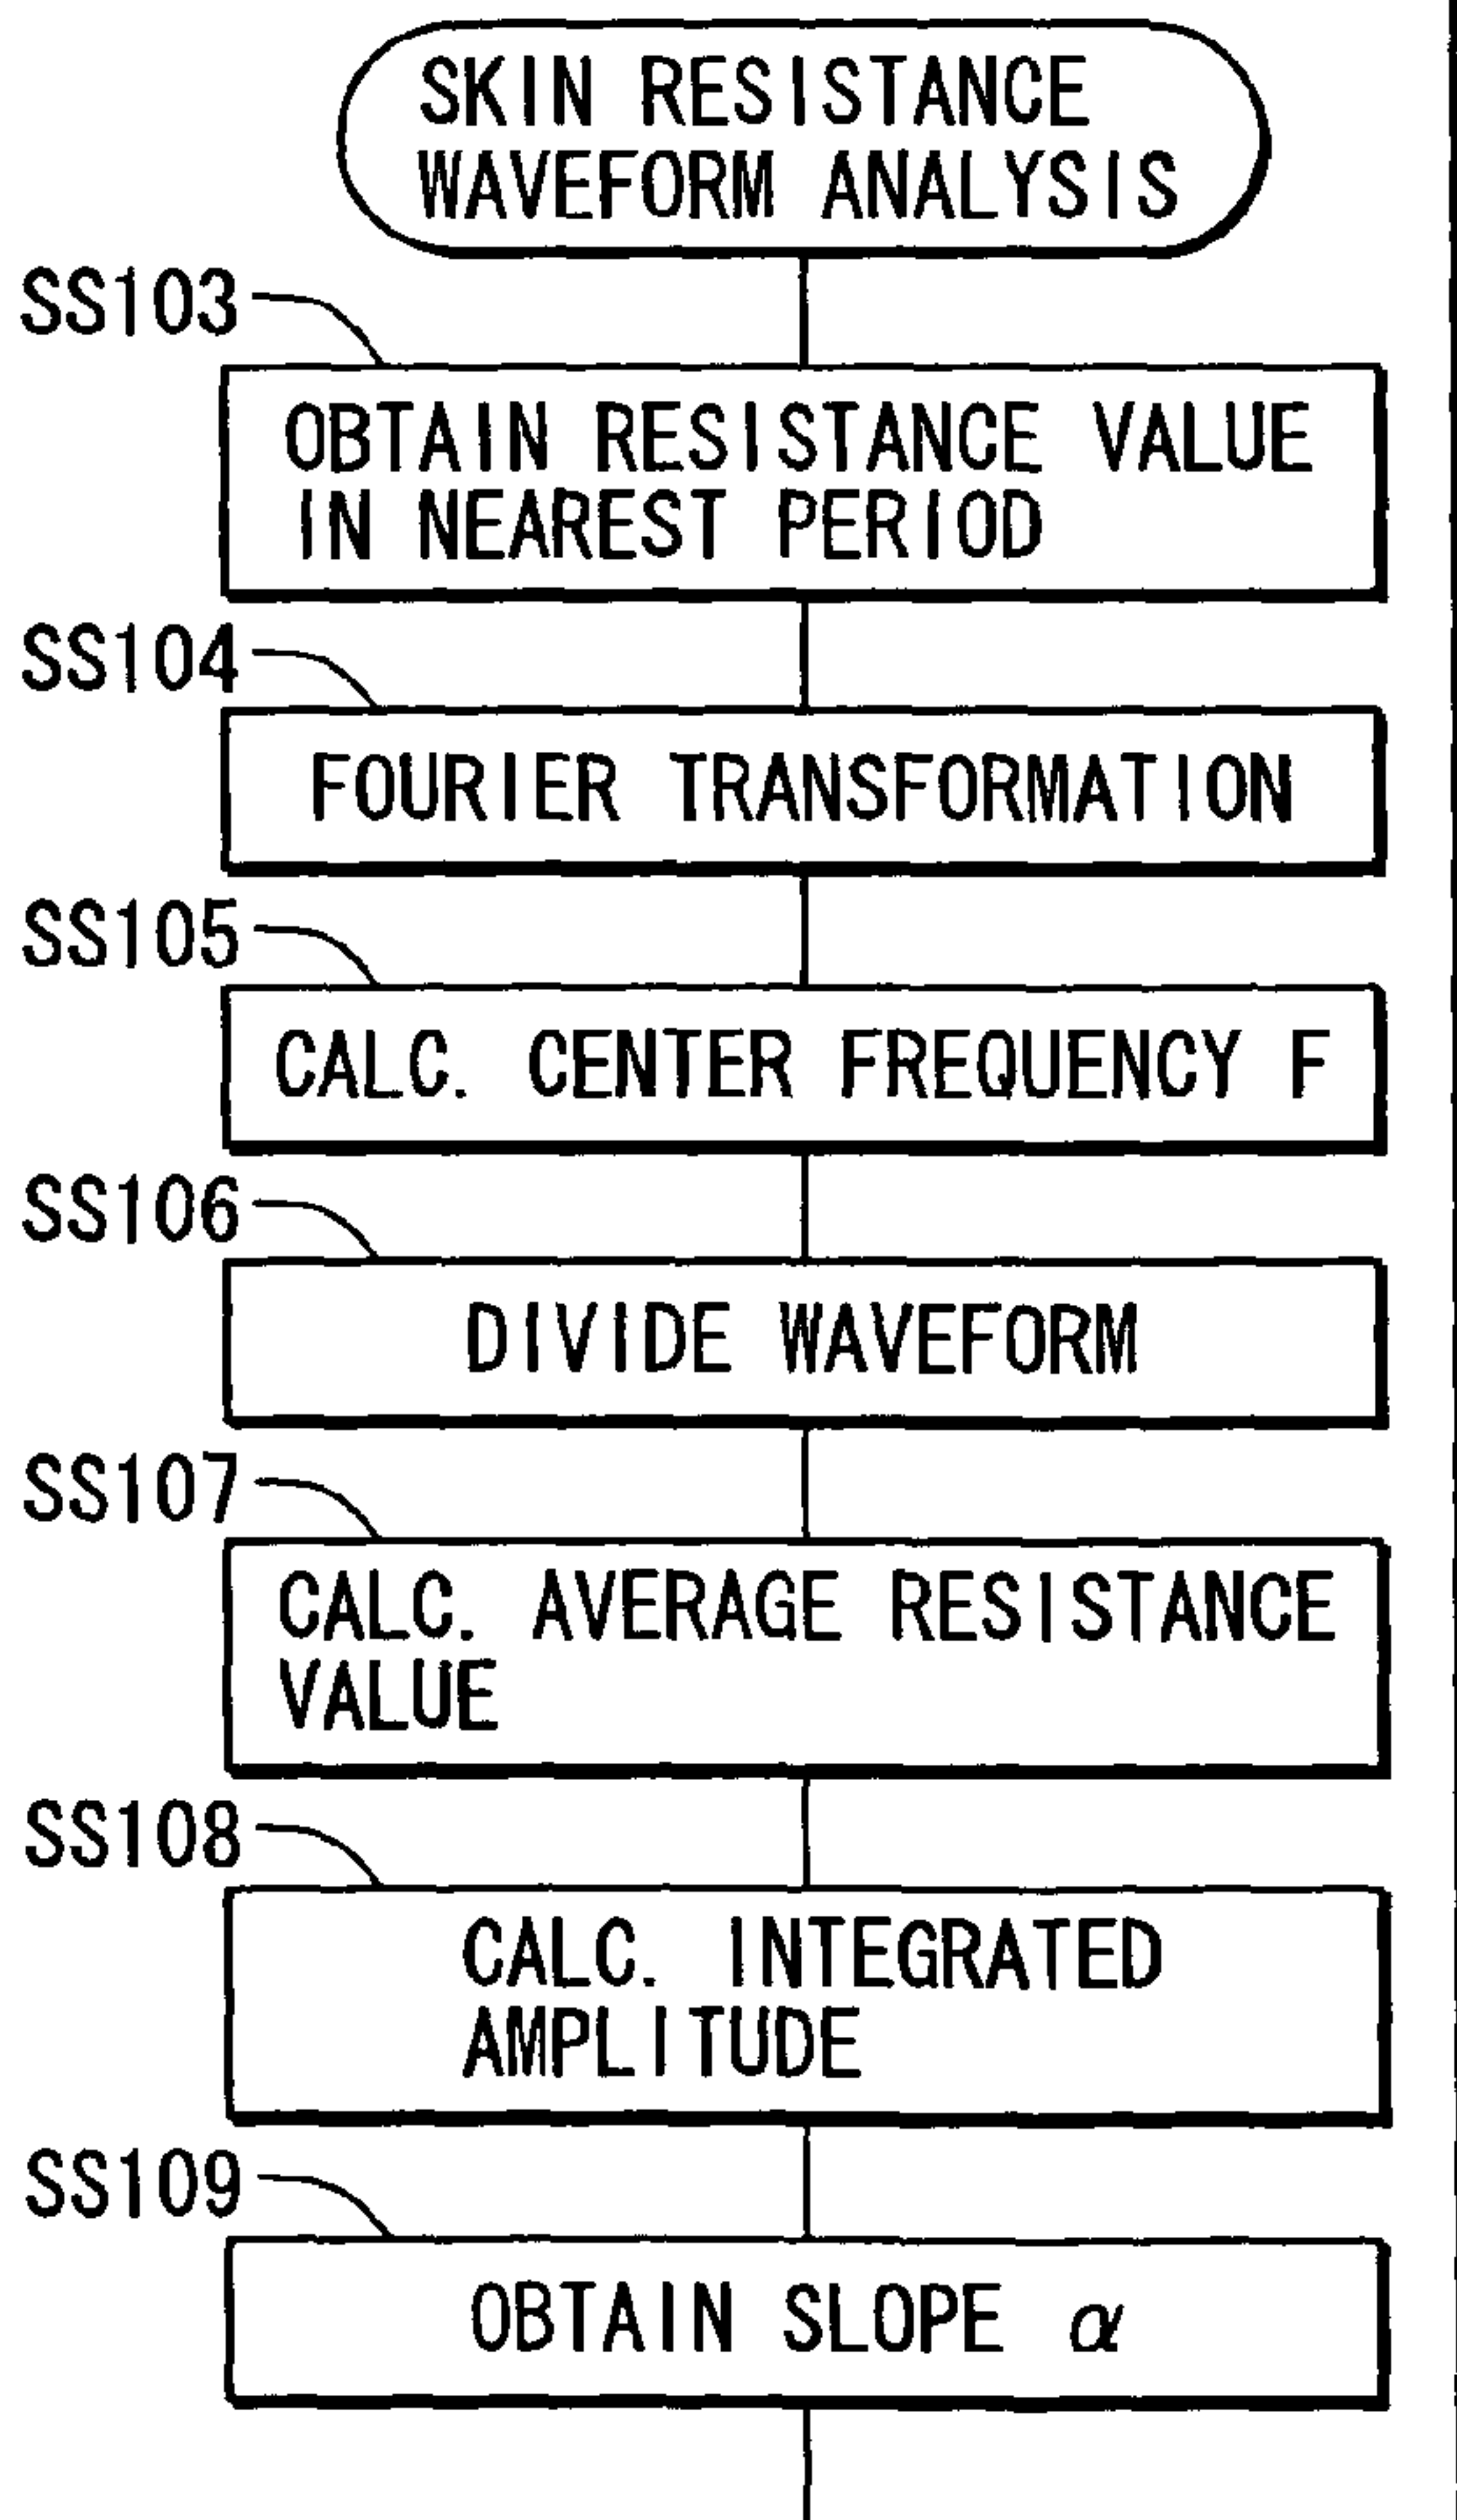 SKIN RESISTANCE
WAVEFORM ANALYSIS
SS103
OBTAIN RESISTANCE VALUE
IN NEAREST PERIOD
SS104
FOURIER TRANSFORMATION
SS105
CALC. CENTER FREQUENCY F
SS106
DIVIDE WAVEFORM
SS107
CALC. AVERAGE RESISTANCE
VALUE
SS108
CALC. INTEGRATED
AMPLITUDE
SS109
OBTAIN SLOPE α